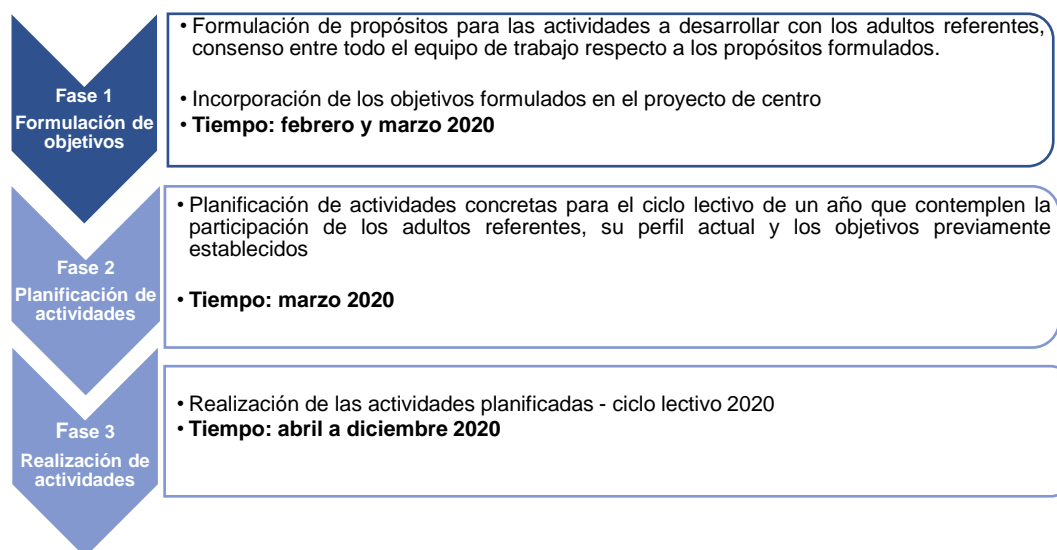 Fase 1
Formulación de
objetivos
• Formulación de propósitos para las actividades a desarrollar con los adultos referentes,
consenso entre todo el equipo de trabajo respecto a los propósitos formulados.
• Incorporación de los objetivos formulados en el proyecto de centro
• Tiempo: febrero y marzo 2020
Fase 2
Planificación de
actividades
• Planificación de actividades concretas para el ciclo lectivo de un año que contemplen la
participación de los adultos referentes, su perfil actual y los objetivos previamente
establecidos
• Tiempo: marzo 2020
Fase 3
Realización de
actividades
• Realización de las actividades planificadas - ciclo lectivo 2020
• Tiempo: abril a diciembre 2020